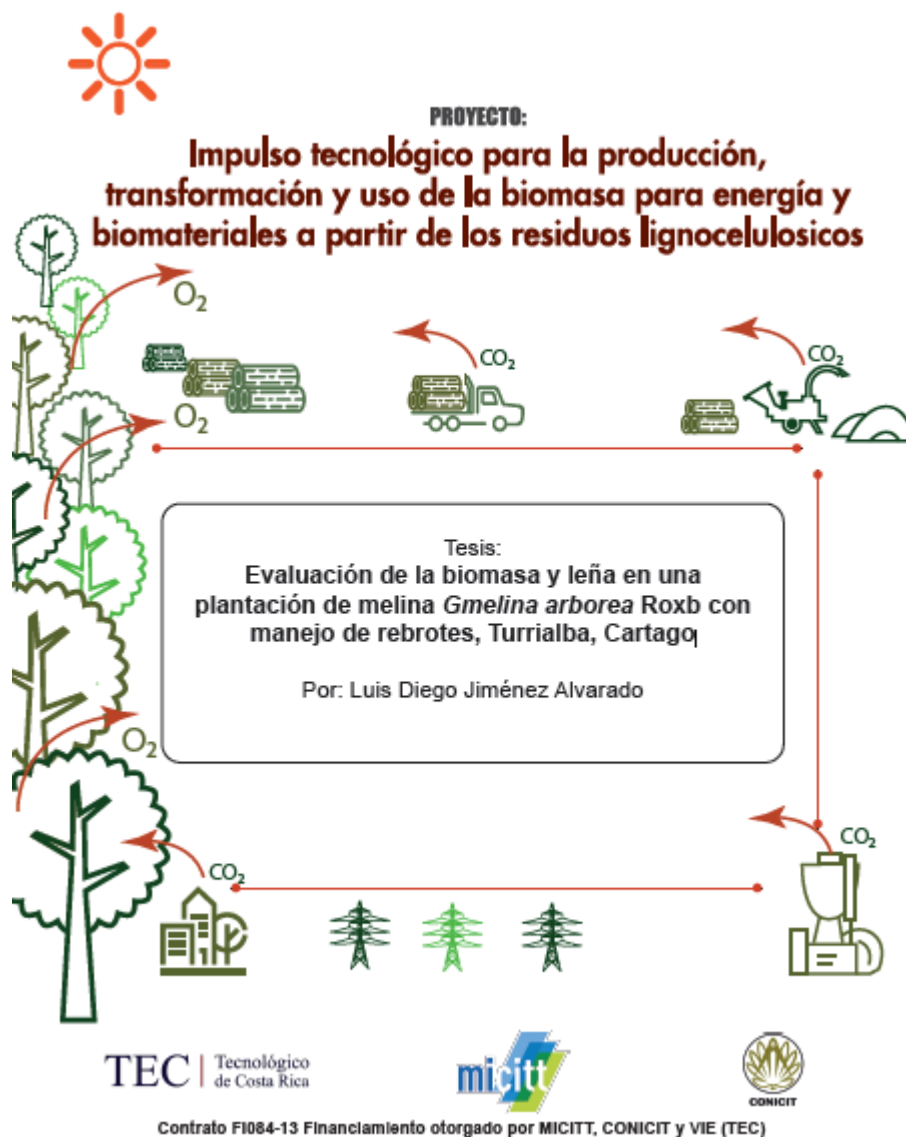 PROYECTO:
Impulso tecnológico para la producción,
transformación y uso de la biomasa para energía y
biomateriales a partir de los residuos lignocelulosicos
O₂
CO₂
CO₂
O₂
Tesis:
Evaluación de la biomasa y leña en una
plantación de melina Gmelina arborea Roxb con
manejo de rebrotes, Turrialba, Cartago
Por: Luis Diego Jiménez Alvarado
O₂
CO₂
CO₂
TEC | Tecnológico
de Costa Rica
micitt
CONICIT
Contrato FI084-13 Financiamiento otorgado por MICITT, CONICIT y VIE (TEC)